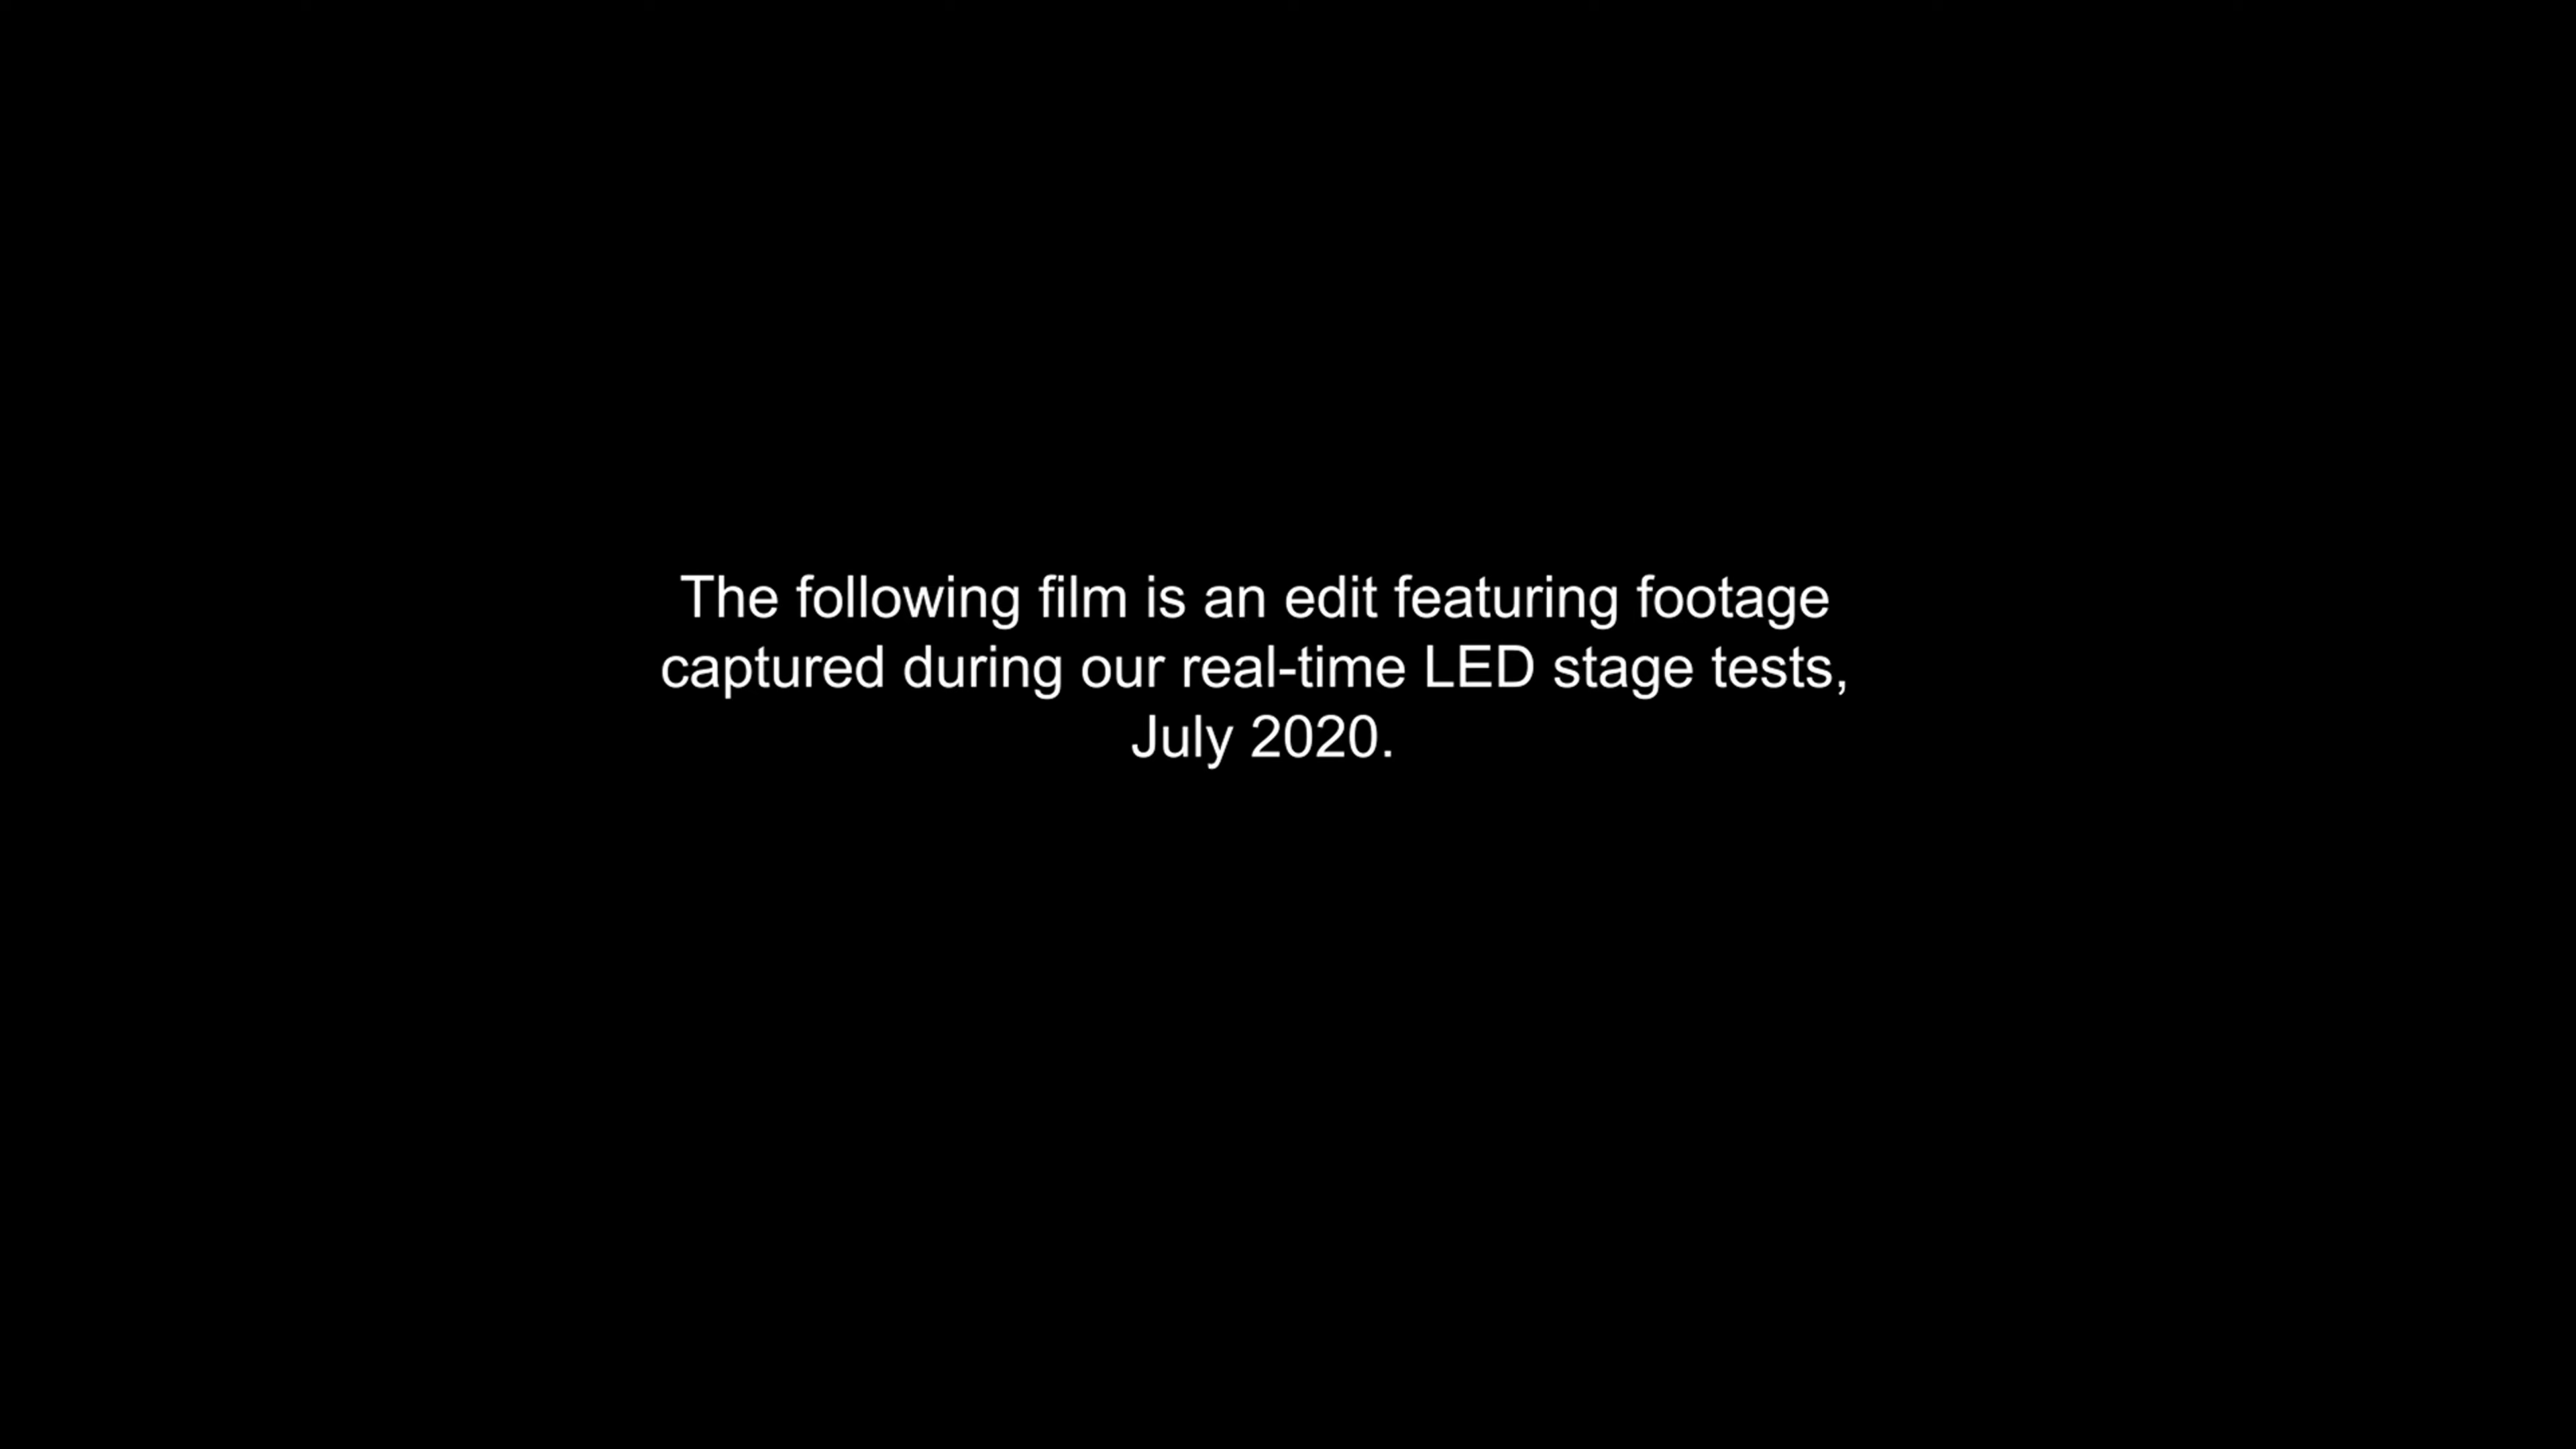 The following film is an edit featuring footage
captured during our real-time LED stage tests,
July 2020.